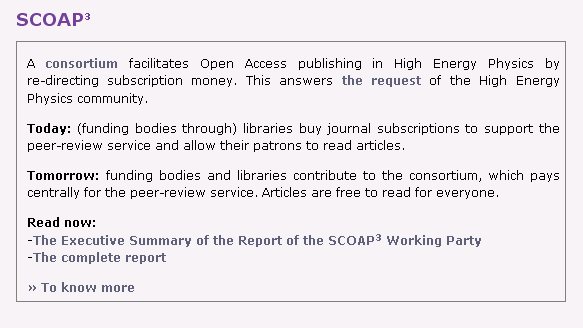 SCOAP³
A consortium facilitates Open Access publishing in High Energy Physics by
re-directing subscription money. This answers the request of the High Energy
Physics community.
Today: (funding bodies through) libraries buy journal subscriptions to support the
peer-review service and allow their patrons to read articles.
Tomorrow: funding bodies and libraries contribute to the consortium, which pays
centrally for the peer-review service. Articles are free to read for everyone.
Read now:
-The Executive Summary of the Report of the SCOAP³ Working Party
-The complete report
» To know more